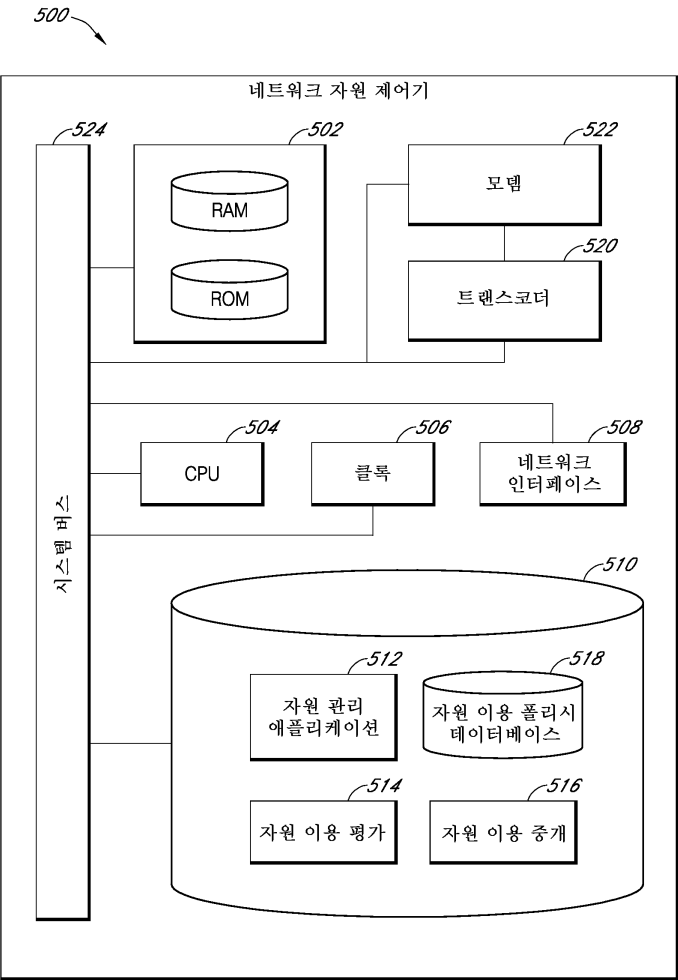 500
네트워크 자원 제어기
524
502
522
RAM
ROM
모뎀
520
트랜스코더
504
506
508
CPU
클록
네트워크
인터페이스
시스템 버스
510
512
518
자원 관리
애플리케이션
자원 이용 폴리시
테이터베이스
514
516
자원 이용 평가
자원 이용 중개